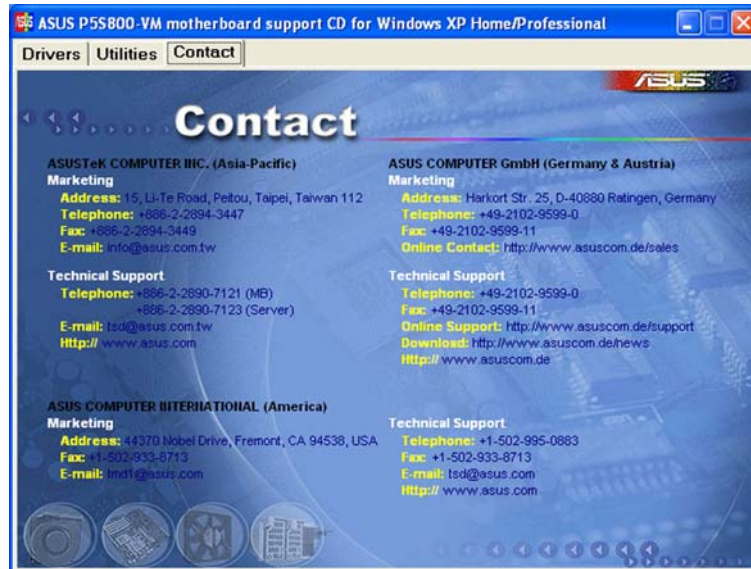 ASUS P5S800-VM motherboard support CD for Windows XP Home/Professional
Drivers Utilities Contact
ASUS
Contact
ASUSTeK COMPUTER INC. (Asia-Pacific)
Marketing
Address: 15, Li-Te Road, Peitou, Taipei, Taiwan 112
Telephone: +886-2-2894-3447
Fax: +886-2-2894-3449
E-mail: info@asus.com.tw
Technical Support
Telephone: +886-2-2890-7121 (MB)
+886-2-2890-7123 (Server)
E-mail: tsd@asus.com.tw
Http:// www.asus.com
ASUS COMPUTER GmbH (Germany & Austria)
Marketing
Address: Harkort Str. 25, D-40880 Ratingen, Germany
Telephone: +49-2102-9599-0
Fax: +49-2102-9599-11
Online Contact: http://www.asuscom.de/sales
Technical Support
Telephone: +49-2102-9599-0
Fax: +49-2102-9599-11
Online Support: http://www.asuscom.de/support
Download: http://www.asuscom.de/news
Http:// www.asuscom.de
ASUS COMPUTER INTERNATIONAL (America)
Marketing
Address: 44370 Nobel Drive, Fremont, CA 94538, USA
Fax: +1-502-933-8713
E-mail: tmd1@asus.com
Technical Support
Telephone: +1-502-995-0883
Fax: +1-502-933-8713
E-mail: tsd@asus.com
Http:// www.asus.com